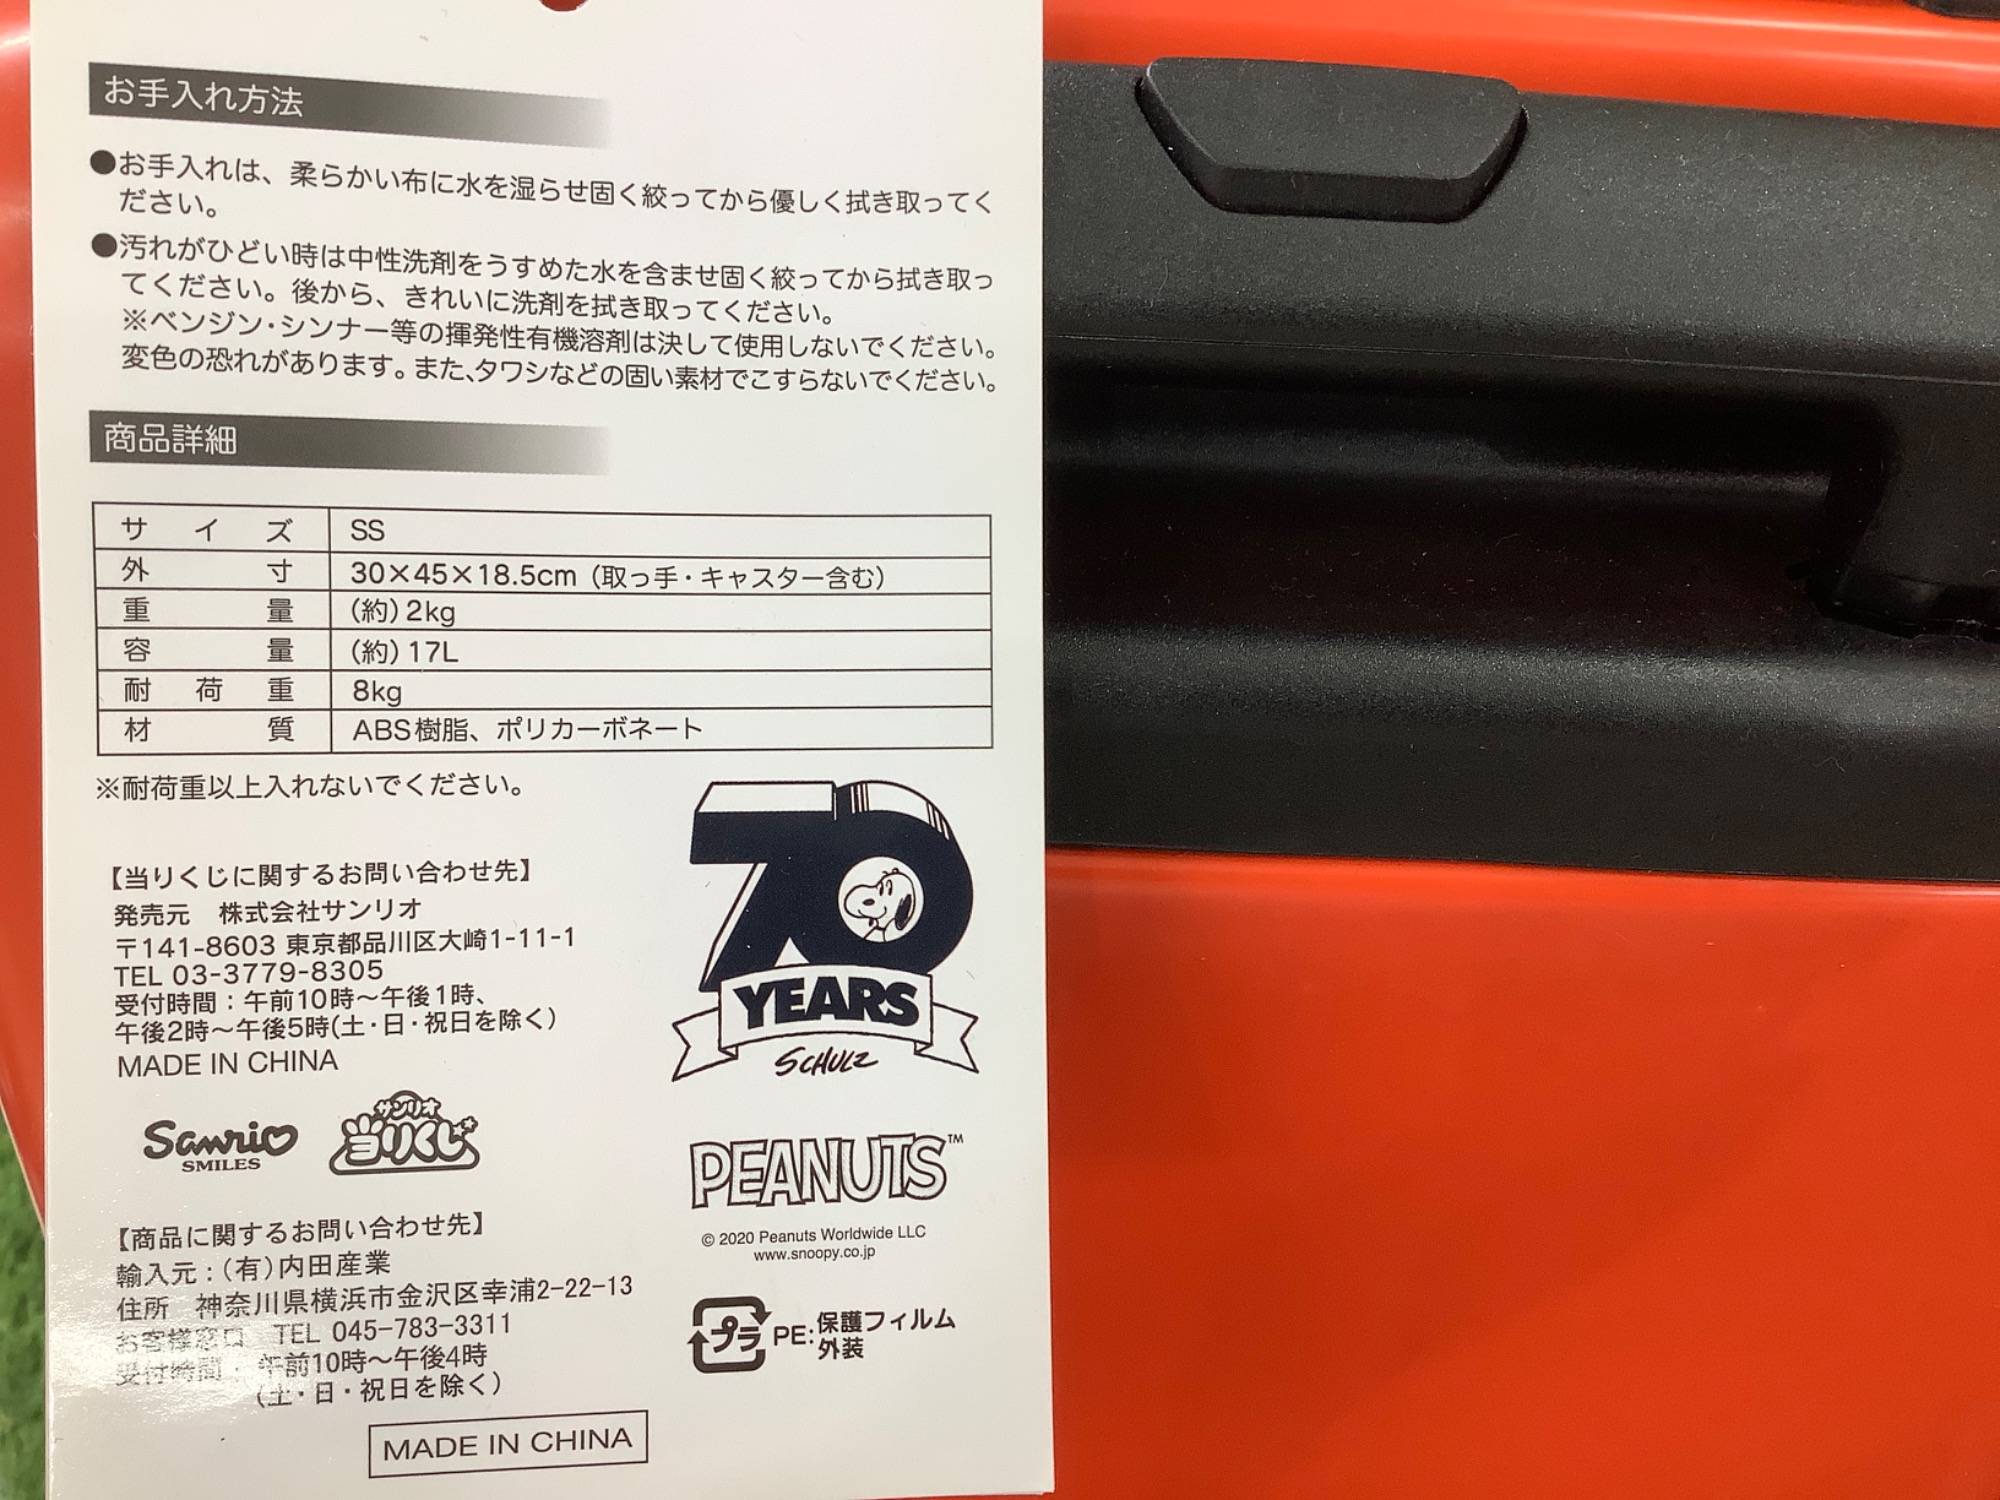 お手入れ方法
●お手入れは、柔らかい布に水を湿らせ固く絞ってから優しく拭き取ってく
ださい。
●汚れがひどい時は中性洗剤をうすめた水を含ませ固く絞ってから拭き取っ
てください。後から、きれいに洗剤を拭き取ってください。
※ベンジン・シンナー等の揮発性有機溶剤は決して使用しないでください。
変色の恐れがあります。また、タワシなどの固い素材でこすらないでください。
商品詳細
サイズ SS
外寸 30×45×18.5cm（取っ手・キャスター含む）
重量 (約)2kg
容量 (約)17L
耐荷重 8kg
材質 ABS樹脂、ポリカーボネート
※耐荷重以上入れないでください。
【当りくじに関するお問い合わせ先】
発売元 株式会社サンリオ
〒141-8603 東京都品川区大崎1-11-1
TEL 03-3779-8305
受付時間：午前10時～午後1時、
午後2時～午後5時(土・日・祝日を除く)
MADE IN CHINA
Sanrio
SMILES
サンリオ
当りくじ
【商品に関するお問い合わせ先】
輸入元：(有)内田産業
住所 神奈川県横浜市金沢区幸浦2-22-13
お客様窓口 TEL 045-783-3311
受付時間：午前10時～午後4時
(土・日・祝日を除く)
MADE IN CHINA
70
YEARS
SCHULZ
PEANUTS™
© 2020 Peanuts Worldwide LLC
www.snoopy.co.jp
プラ PE:保護フィルム
外装